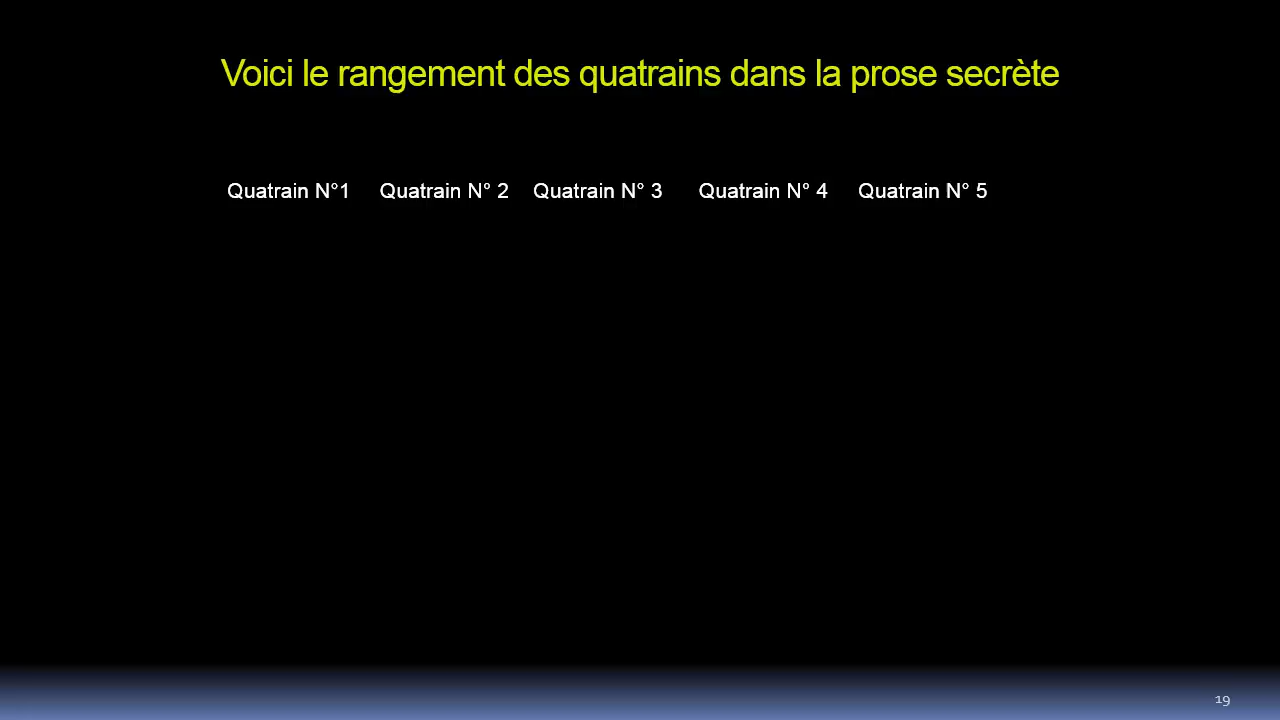 Voici le rangement des quatrains dans la prose secrète
Quatrain N°1 Quatrain N° 2 Quatrain N° 3 Quatrain N° 4 Quatrain N° 5
19